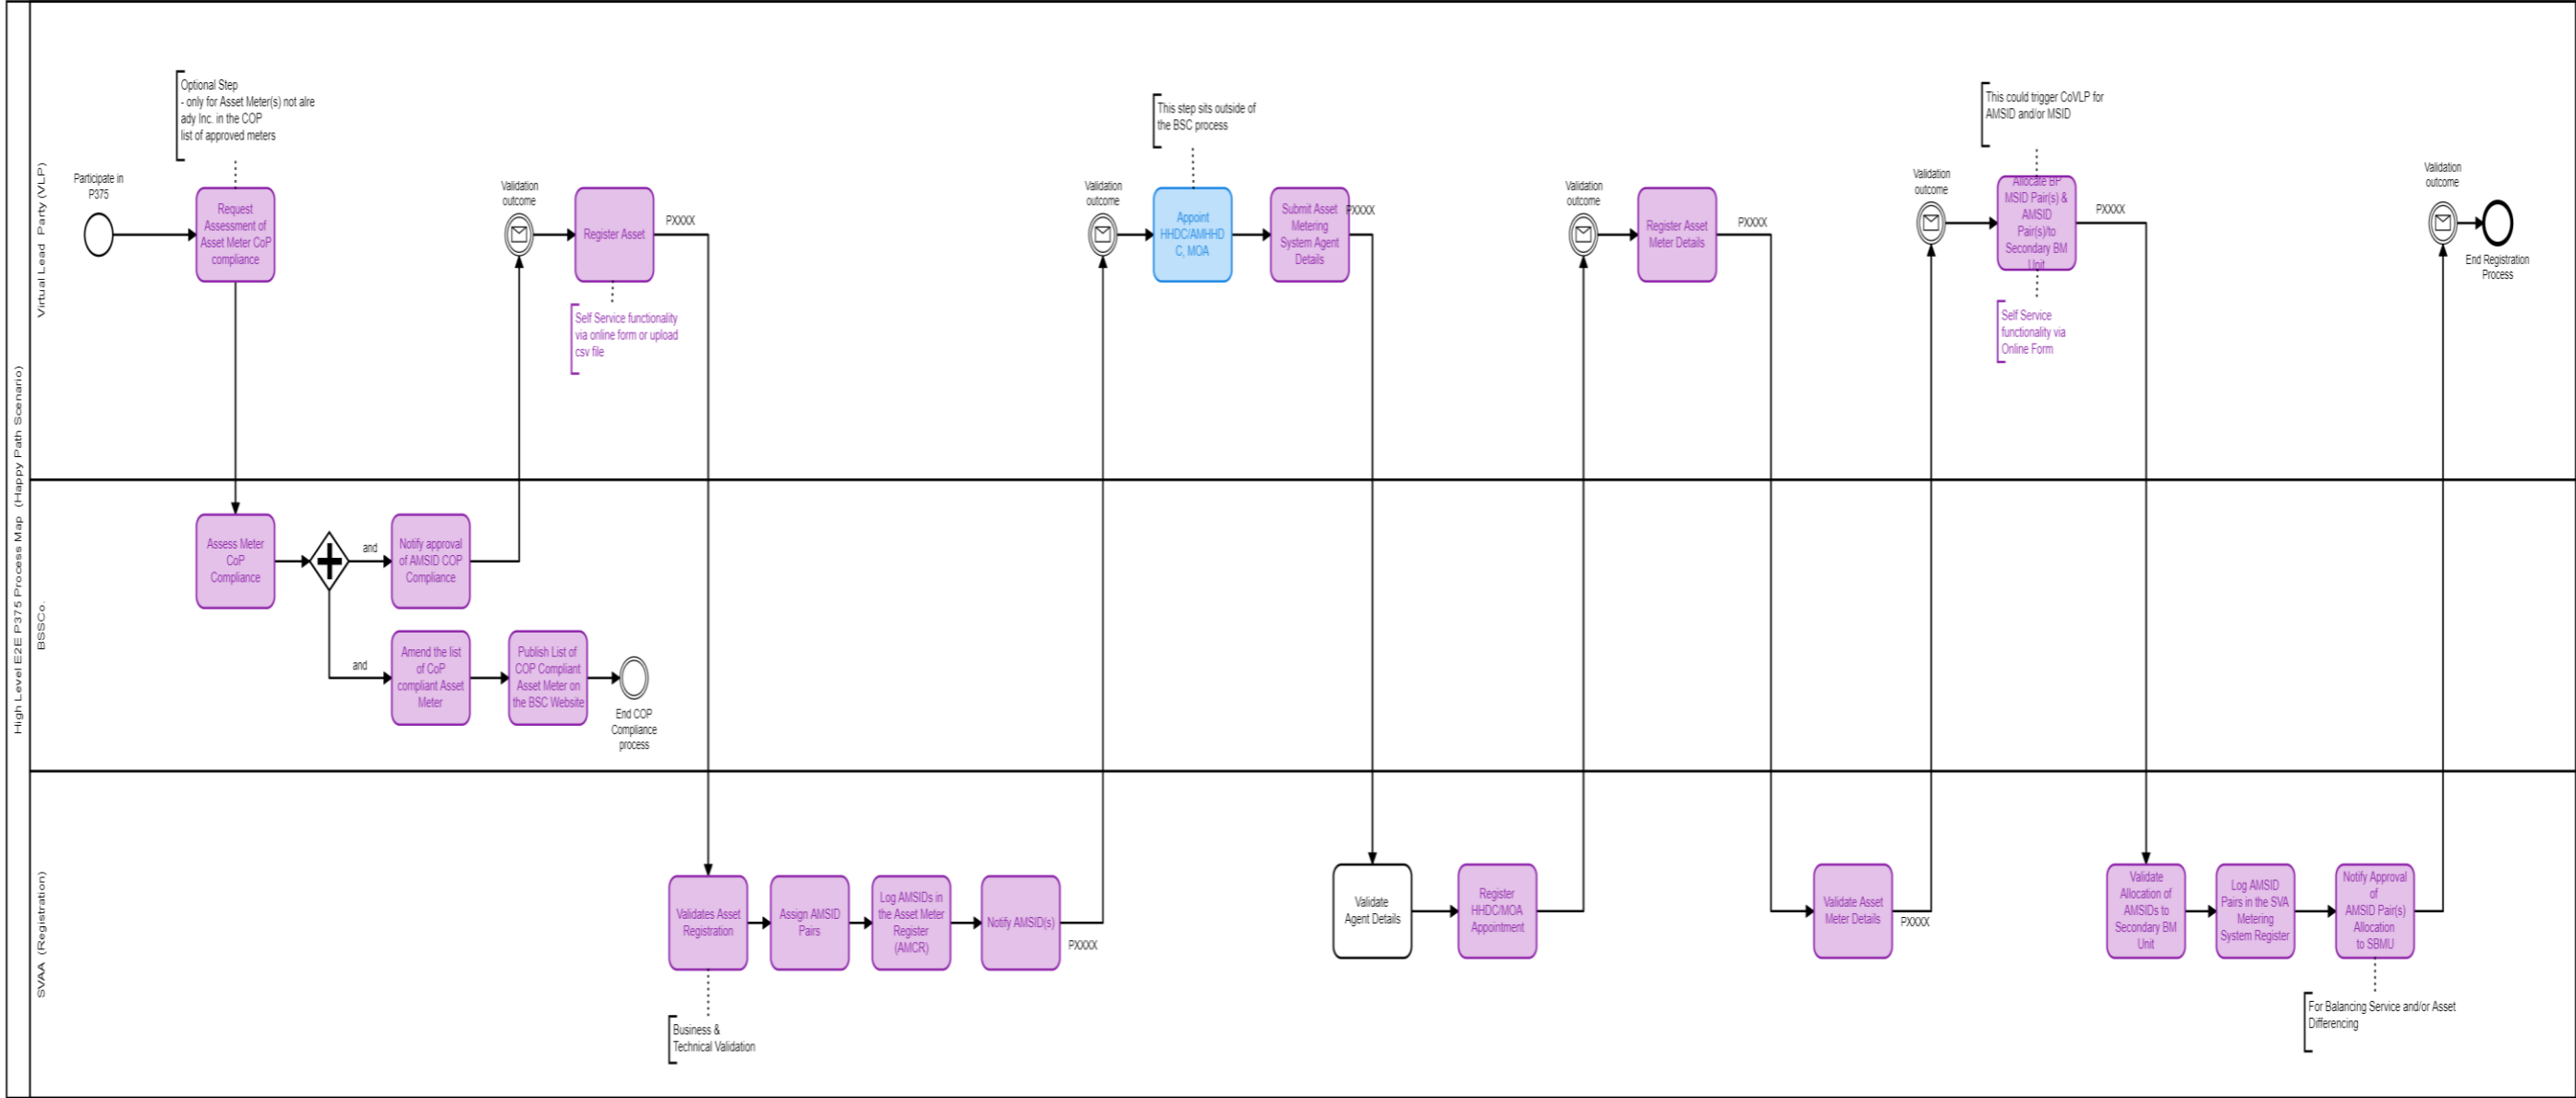 High Level E2E P375 Process Map (Happy Path Scenario)
Virtual Lead Party (VLP)
Optional Step
- only for Asset Meter(s) not alre
ady Inc. in the COP
list of approved meters
Participate in
P375
Request
Assessment of
Asset Meter CoP
compliance
Validation
outcome
Register Asset
PXXXX
Self Service functionality
via online form or upload
csv file
Validation
outcome
This step sits outside of
the BSC process
Appoint
HHDC/AMHHD
C, MOA
Submit Asset
Metering
System Agent
Details
PXXXX
Validation
outcome
Register Asset
Meter Details
PXXXX
Validation
outcome
This could trigger CoVLP for
AMSID and/or MSID
Allocate BP
MSID Pair(s) &
AMSID
Pair(s)/to
Secondary BM
Unit
PXXXX
Self Service
functionality via
Online Form
Validation
outcome
End Registration
Process
BSSCo.
Assess Meter
CoP
Compliance
and
Notify approval
of AMSID COP
Compliance
and
Amend the list
of CoP
compliant Asset
Meter
Publish List of
COP Compliant
Asset Meter on
the BSC Website
End COP
Compliance
process
SVAA (Registration)
Validates Asset
Registration
Business &
Technical Validation
Assign AMSID
Pairs
Log AMSIDs in
the Asset Meter
Register
(AMCR)
Notify AMSID(s)
PXXXX
Validate
Agent Details
Register
HHDC/MOA
Appointment
Validate Asset
Meter Details
PXXXX
Validate
Allocation of
AMSIDs to
Secondary BM
Unit
Log AMSID
Pairs in the SVA
Metering
System Register
Notify Approval
of
AMSID Pair(s)
Allocation
to SBMU
For Balancing Service and/or Asset
Differencing